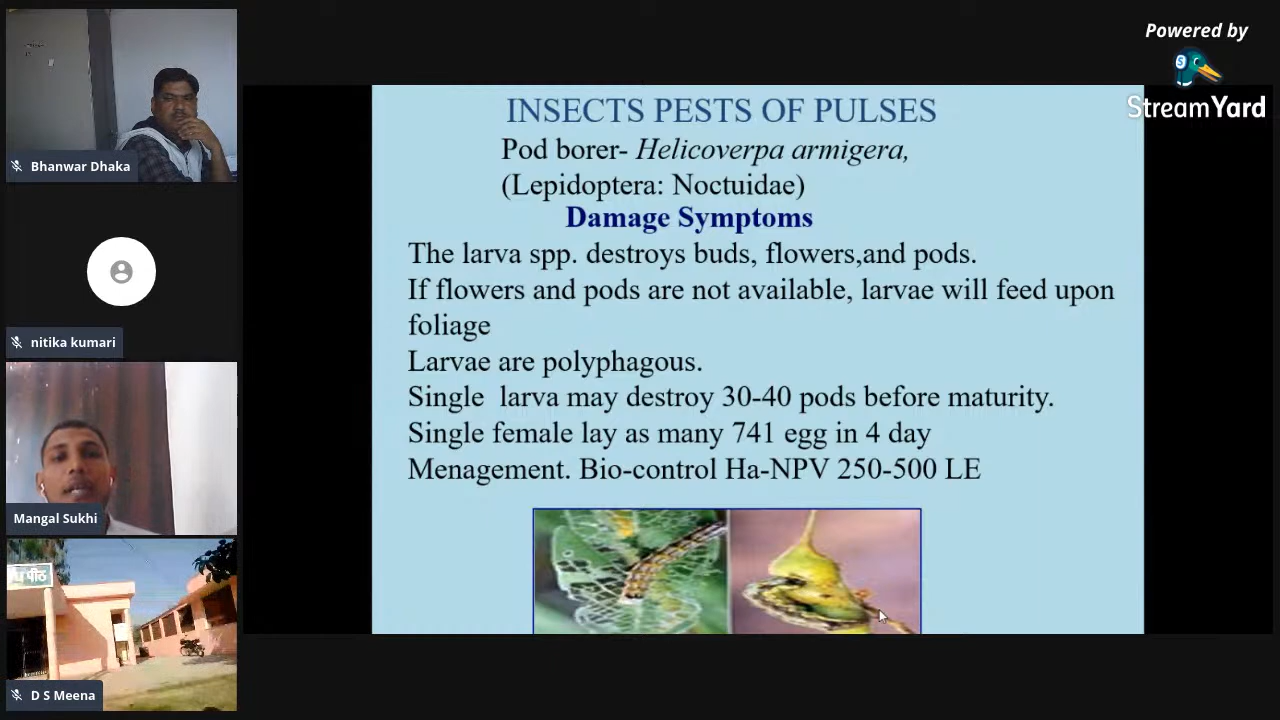 Powered by
StreamYard
INSECTS PESTS OF PULSES
Pod borer- Helicoverpa armigera,
(Lepidoptera: Noctuidae)
Damage Symptoms
The larva spp. destroys buds, flowers,and pods.
If flowers and pods are not available, larvae will feed upon
foliage
Larvae are polyphagous.
Single larva may destroy 30-40 pods before maturity.
Single female lay as many 741 egg in 4 day
Menagement. Bio-control Ha-NPV 250-500 LE
Bhanwar Dhaka
nitika kumari
Mangal Sukhi
पीठ
D S Meena